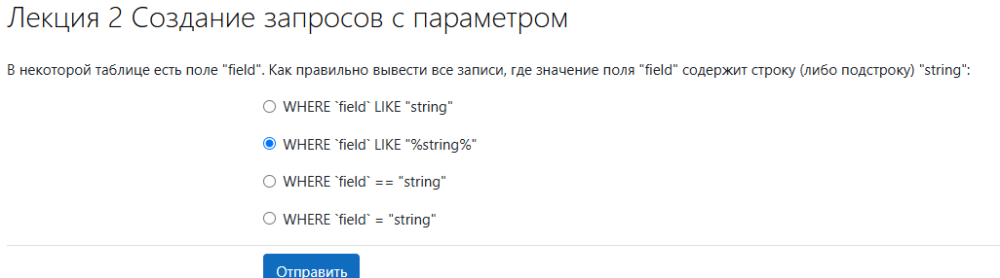 Лекция 2 Создание запросов с параметром
В некоторой таблице есть поле "field". Как правильно вывести все записи, где значение поля "field" содержит строку (либо подстроку) "string":
WHERE `field` LIKE "string"
WHERE `field` LIKE "%string%"
WHERE `field` == "string"
WHERE `field` = "string"
Отправить